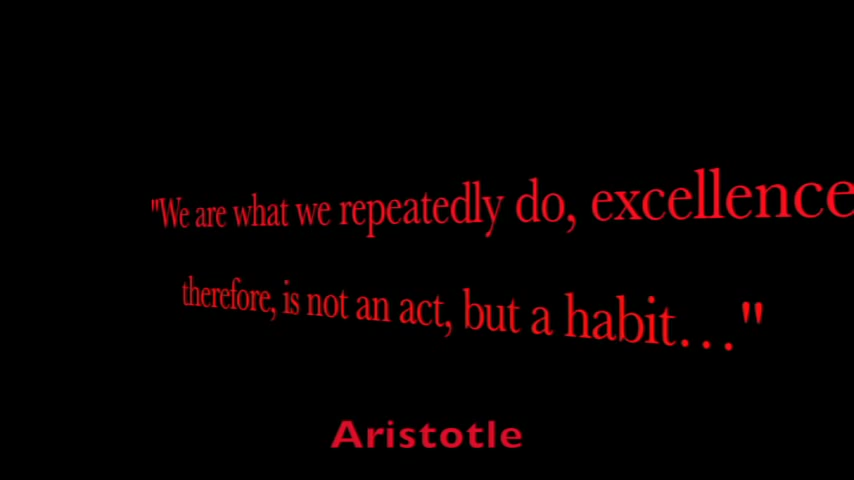 "We are what we repeatedly do, excellence
therefore, is not an act, but a habit…"
Aristotle